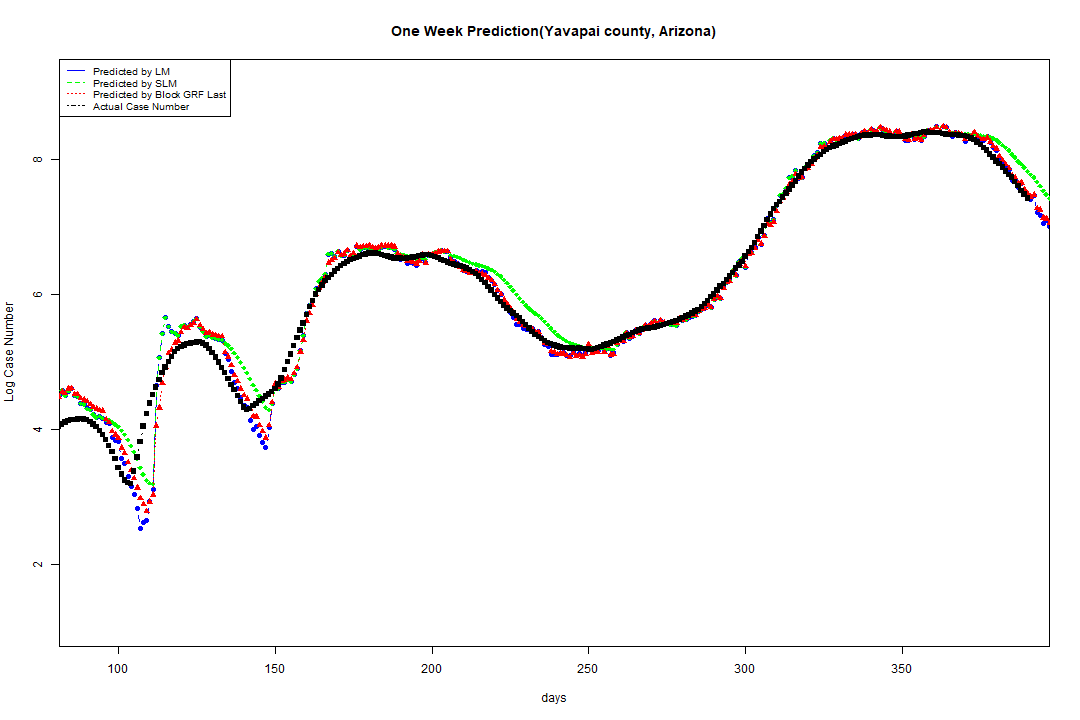 One Week Prediction(Yavapai county, Arizona)
Predicted by LM
Predicted by SLM
Predicted by Block GRF Last
Actual Case Number
8
6
4
2
Log Case Number
100 150 200 250 300 350
days